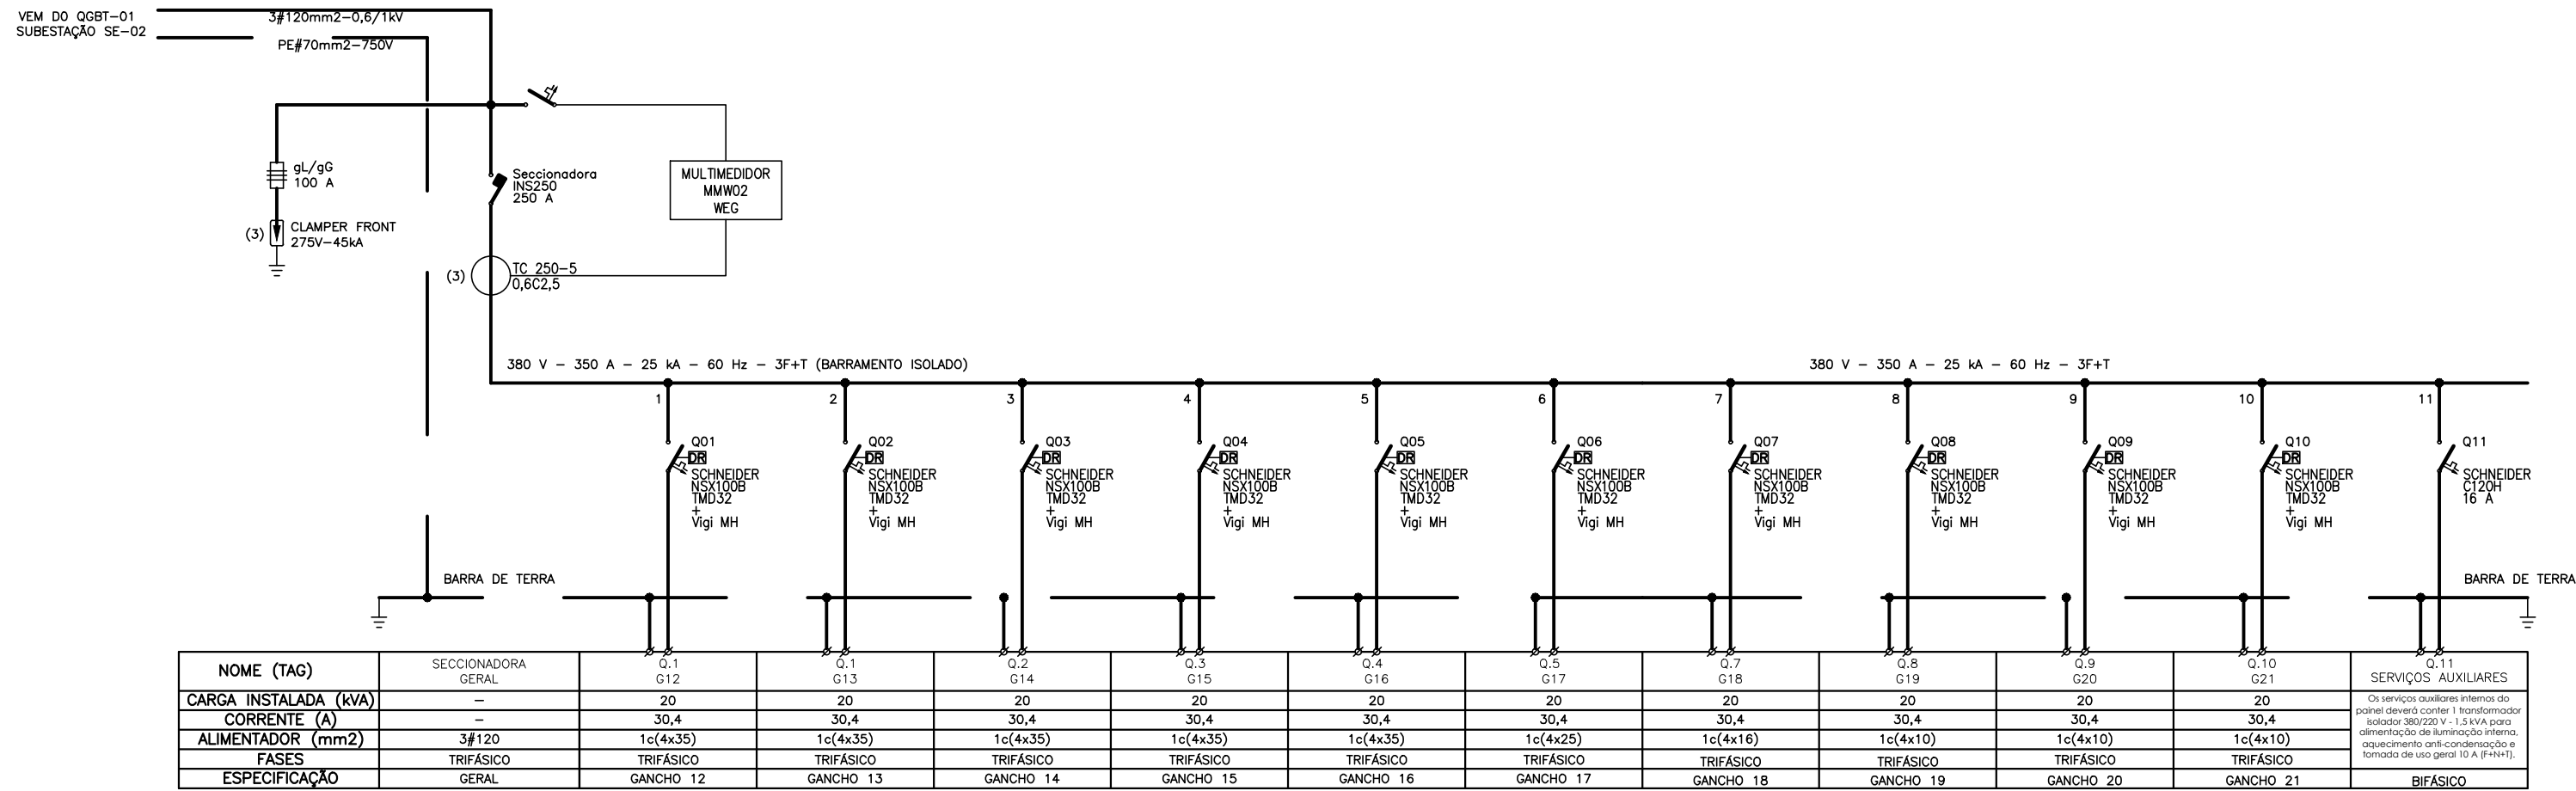 VEM DO QGBT-01
SUBESTAÇÃO SE-02
3#120mm2-0,6/1kV
PE#70mm2-750V
gL/gG
100 A
(3)
CLAMPER FRONT
275V-45kA
Seccionadora
INS250
250 A
MULTIMEDIDOR
MMW02
WEG
(3)
TC 250-5
0,6C2,5
380 V - 350 A - 25 kA - 60 Hz - 3F+T (BARRAMENTO ISOLADO)
380 V - 350 A - 25 kA - 60 Hz - 3F+T
1
Q01
DR
SCHNEIDER
NSX100B
TMD32
+
Vigi MH
2
Q02
DR
SCHNEIDER
NSX100B
TMD32
+
Vigi MH
3
Q03
DR
SCHNEIDER
NSX100B
TMD32
+
Vigi MH
4
Q04
DR
SCHNEIDER
NSX100B
TMD32
+
Vigi MH
5
Q05
DR
SCHNEIDER
NSX100B
TMD32
+
Vigi MH
6
Q06
DR
SCHNEIDER
NSX100B
TMD32
+
Vigi MH
7
Q07
DR
SCHNEIDER
NSX100B
TMD32
+
Vigi MH
8
Q08
DR
SCHNEIDER
NSX100B
TMD32
+
Vigi MH
9
Q09
DR
SCHNEIDER
NSX100B
TMD32
+
Vigi MH
10
Q10
DR
SCHNEIDER
NSX100B
TMD32
+
Vigi MH
11
Q11
SCHNEIDER
C120H
16 A
BARRA DE TERRA
BARRA DE TERRA
NOME (TAG)
SECCIONADORA
GERAL
Q.1
G12
Q.1
G13
Q.2
G14
Q.3
G15
Q.4
G16
Q.5
G17
Q.7
G18
Q.8
G19
Q.9
G20
Q.10
G21
Q.11
SERVIÇOS AUXILIARES
CARGA INSTALADA (kVA) - 20 20 20 20 20 20 20 20 20 20
CORRENTE (A) - 30,4 30,4 30,4 30,4 30,4 30,4 30,4 30,4 30,4 30,4
ALIMENTADOR (mm2) 3#120 1c(4x35) 1c(4x35) 1c(4x35) 1c(4x35) 1c(4x35) 1c(4x25) 1c(4x16) 1c(4x10) 1c(4x10) 1c(4x10)
FASES TRIFÁSICO TRIFÁSICO TRIFÁSICO TRIFÁSICO TRIFÁSICO TRIFÁSICO TRIFÁSICO TRIFÁSICO TRIFÁSICO TRIFÁSICO TRIFÁSICO
Os serviços auxiliares internos do
painel deverá conter 1 transformador
isolador 380/220 V - 1,5 kVA para
alimentação de iluminação interna,
aquecimento anti-condensação e
tomada de uso geral 10 A (F+N+T).
ESPECIFICAÇÃO GERAL GANCHO 12 GANCHO 13 GANCHO 14 GANCHO 15 GANCHO 16 GANCHO 17 GANCHO 18 GANCHO 19 GANCHO 20 GANCHO 21 BIFÁSICO